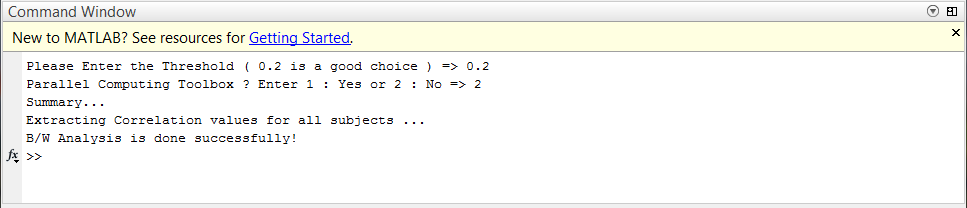 Command Window
New to MATLAB? See resources for Getting Started.
Please Enter the Threshold ( 0.2 is a good choice ) => 0.2
Parallel Computing Toolbox ? Enter 1 : Yes or 2 : No => 2
Summary...
Extracting Correlation values for all subjects ...
B/W Analysis is done successfully!
fx >>